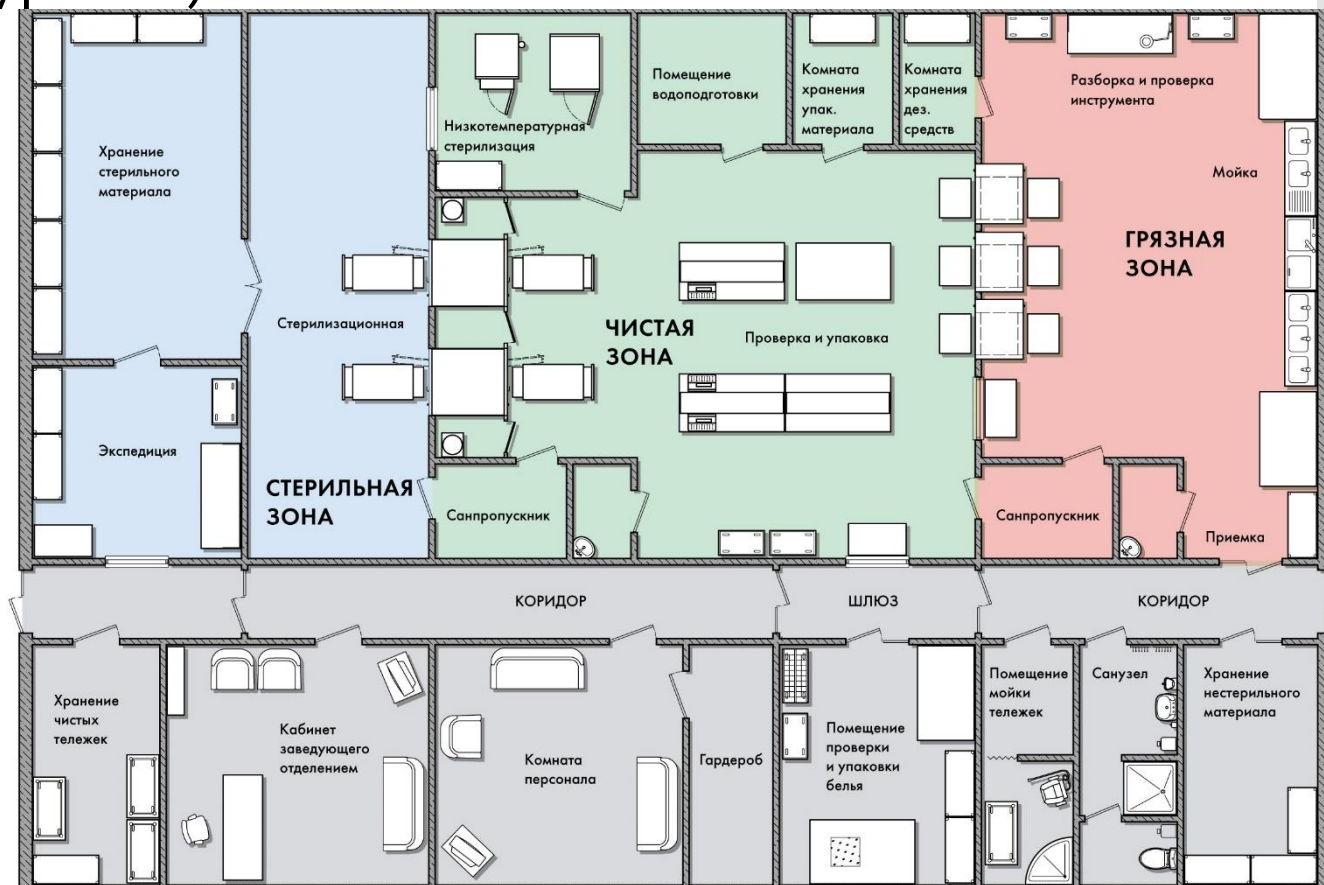 Хранение
стерильного
материала
Стерилизационная
Экспедиция
СТЕРИЛЬНАЯ
ЗОНА
Низкотемпературная
стерилизация
Помещение
водоподготовки
Комната
хранения
упак.
материала
Комната
хранения
дез.
средств
ЧИСТАЯ
ЗОНА
Проверка и упаковка
Санпропускник
Разборка и проверка
инструмента
Мойка
ГРЯЗНАЯ
ЗОНА
Санпропускник
Приемка
КОРИДОР
ШЛЮЗ
КОРИДОР
Хранение
чистых
тележек
Кабинет
заведующего
отделением
Комната
персонала
Гардероб
Помещение
проверки
и упаковки
белья
Помещение
мойки
тележек
Санузел
Хранение
нестерильного
материала